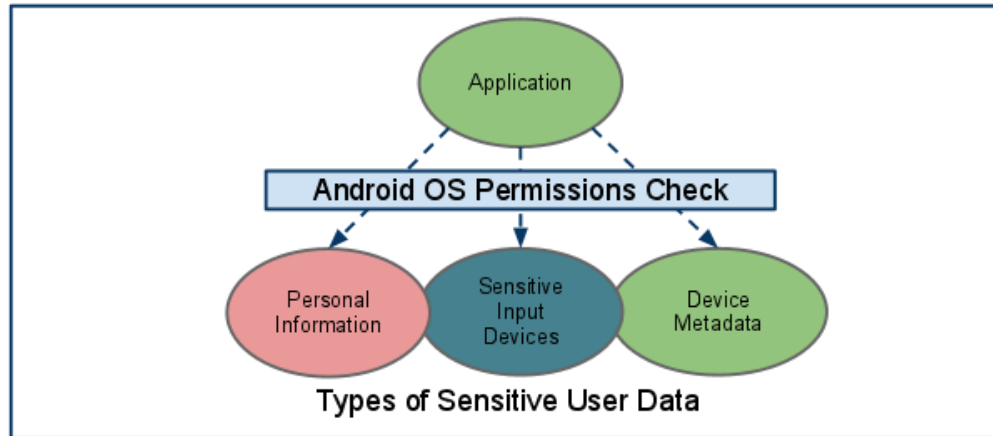 Application
Android OS Permissions Check
Personal
Information
Sensitive
Input
Devices
Device
Metadata
Types of Sensitive User Data